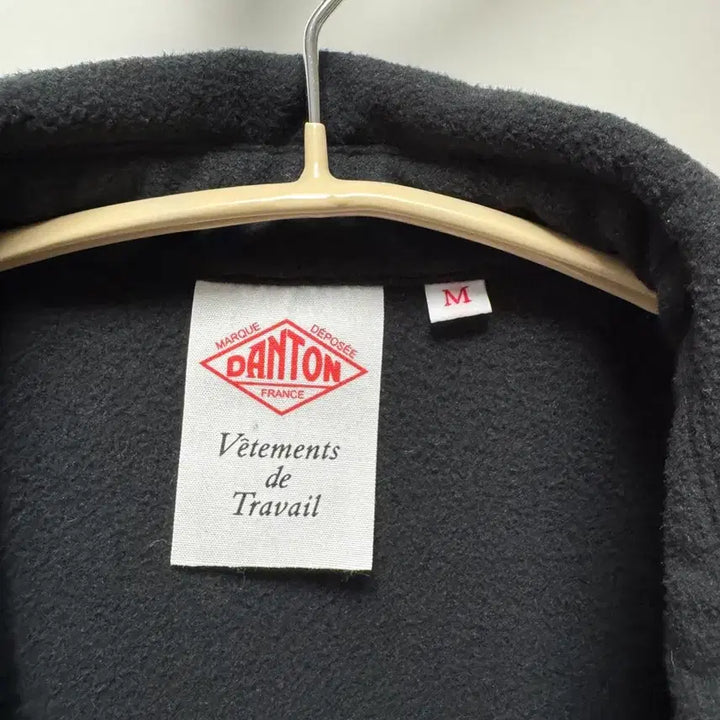 MARQUE DÉPOSÉE
DANTON
FRANCE
Vêtements
de
Travail
M